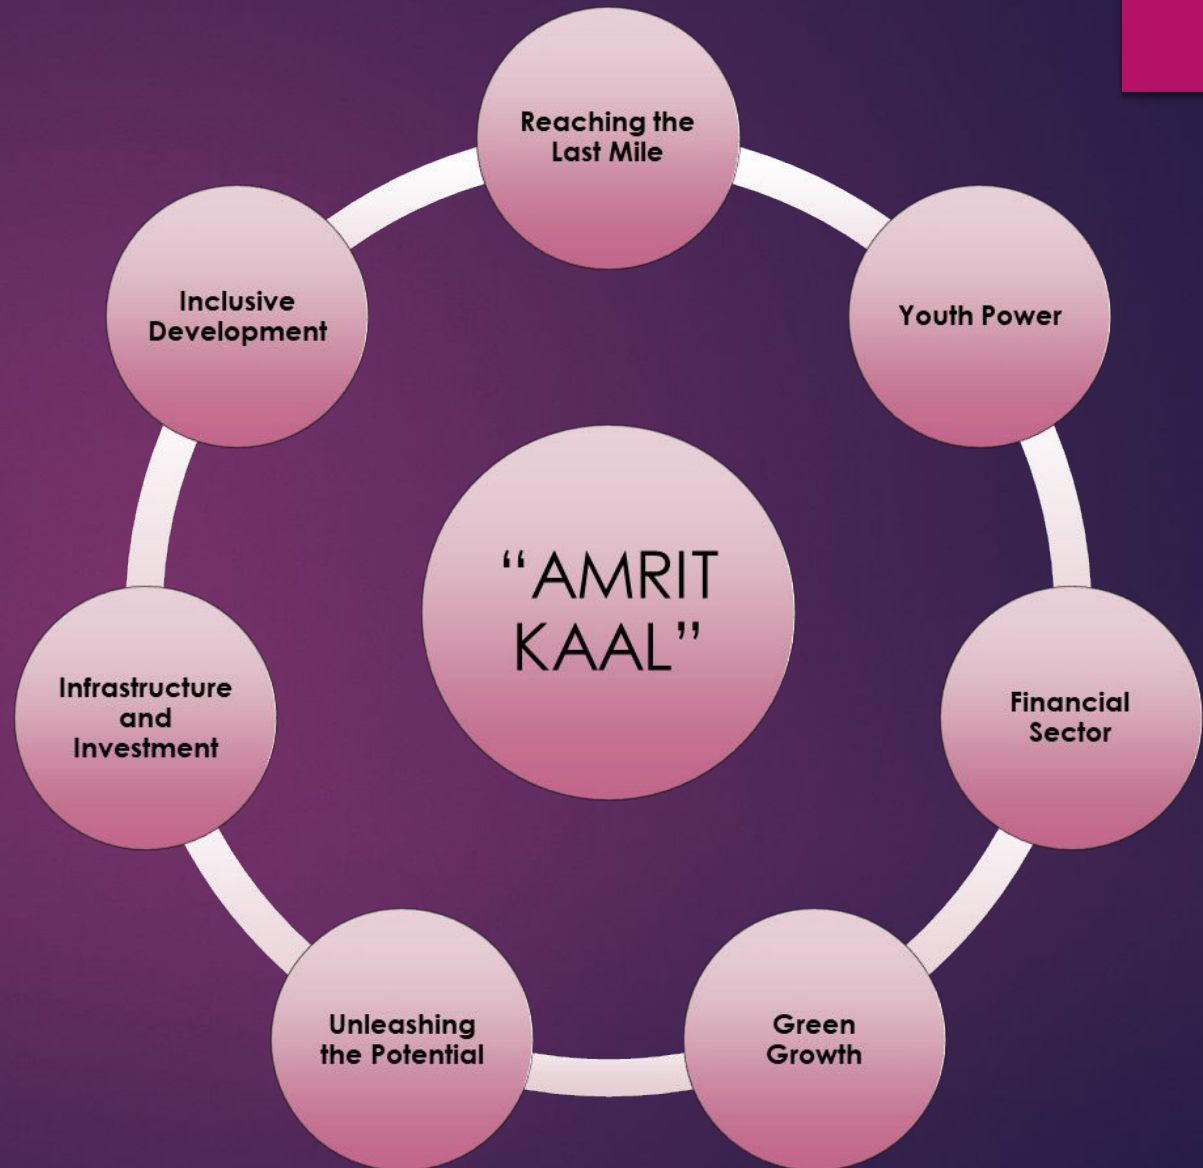 Reaching the
Last Mile
Youth Power
Financial
Sector
Green
Growth
Unleashing
the Potential
Infrastructure
and
Investment
Inclusive
Development
“AMRIT
KAAL”